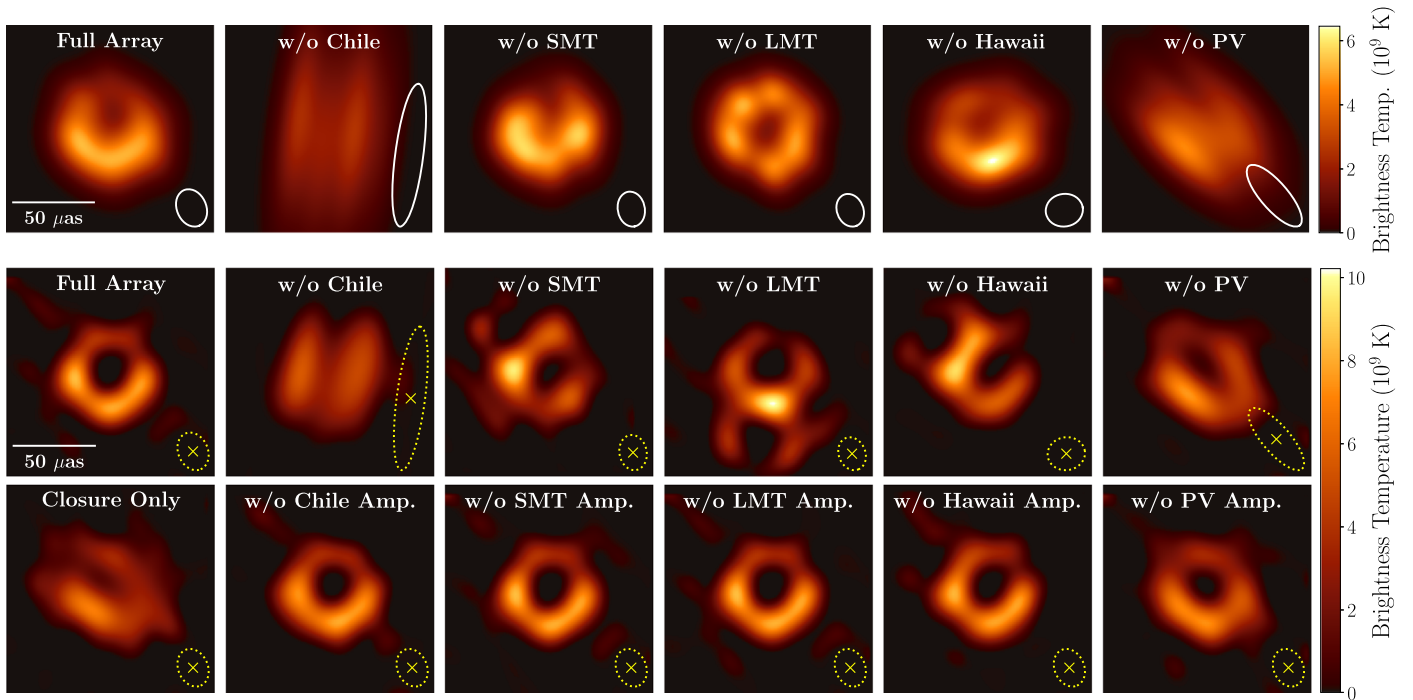 Full Array
w/o Chile
w/o SMT
w/o LMT
w/o Hawaii
w/o PV
50 μas
6
4
2
0
Brightness Temp. (10⁹ K)
Full Array
w/o Chile
w/o SMT
w/o LMT
w/o Hawaii
w/o PV
50 μas
Closure Only
w/o Chile Amp.
w/o SMT Amp.
w/o LMT Amp.
w/o Hawaii Amp.
w/o PV Amp.
10
8
6
4
2
0
Brightness Temperature (10⁹ K)